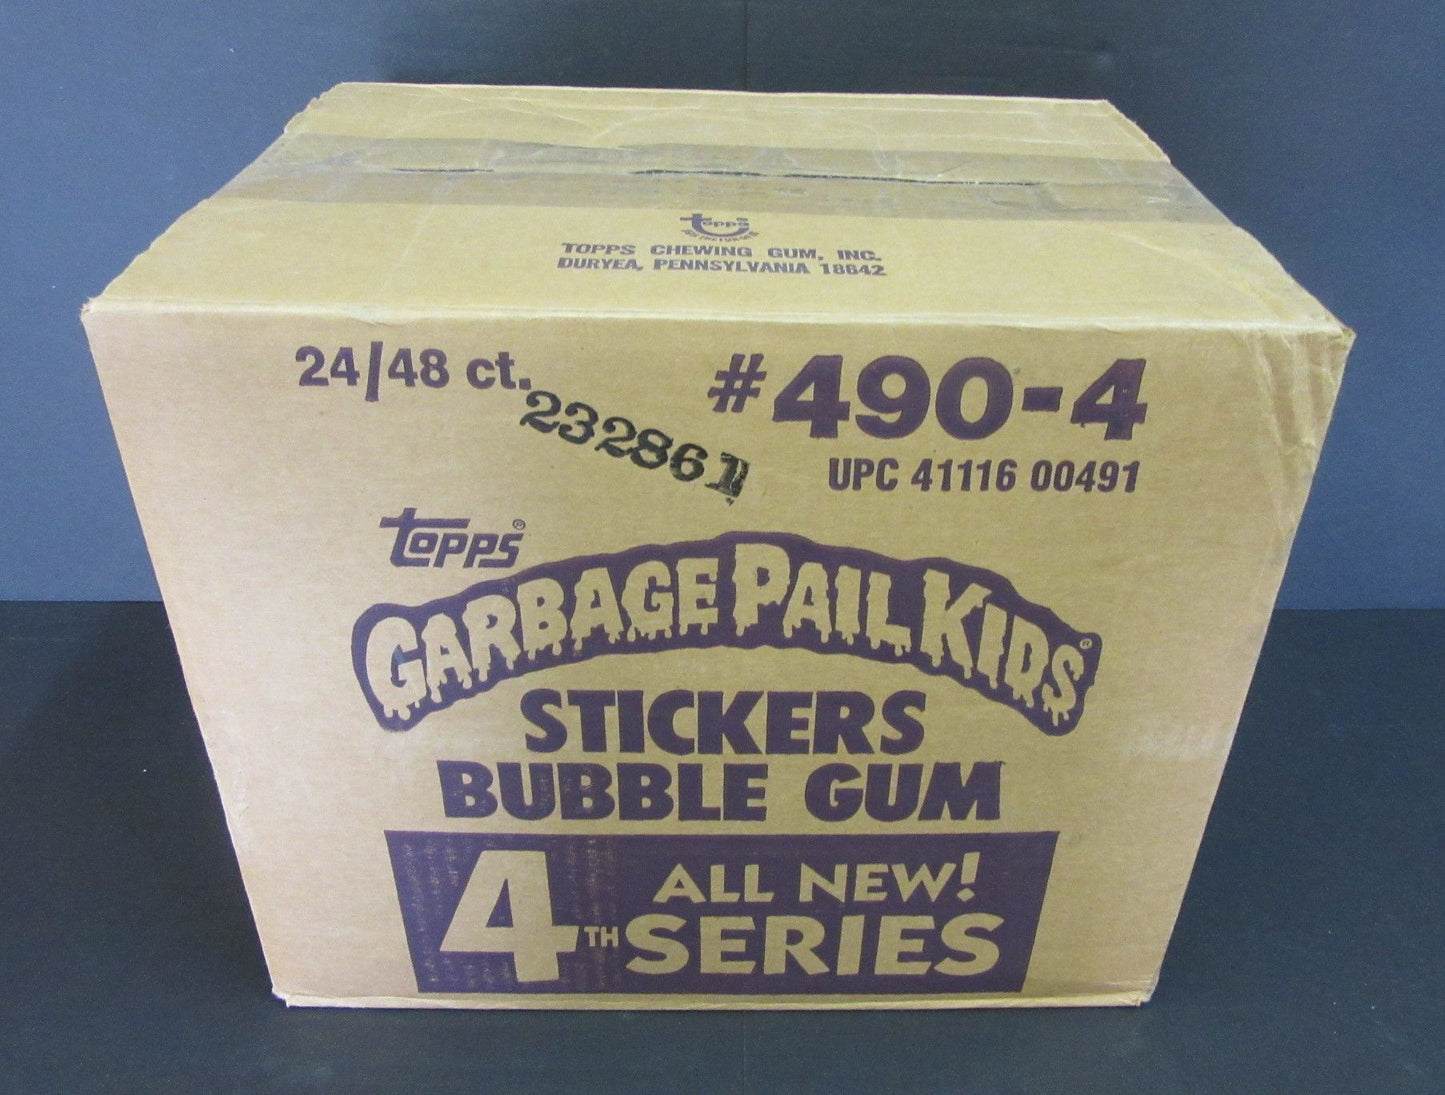 topps
TOPPS CHEWING GUM, INC.
DURYEA, PENNSYLVANIA 18642
24/48 ct.
#490-4
232861
UPC 41116 00491
topps®
GARBAGE PAIL KIDS®
STICKERS
BUBBLE GUM
4TH
ALL NEW!
SERIES